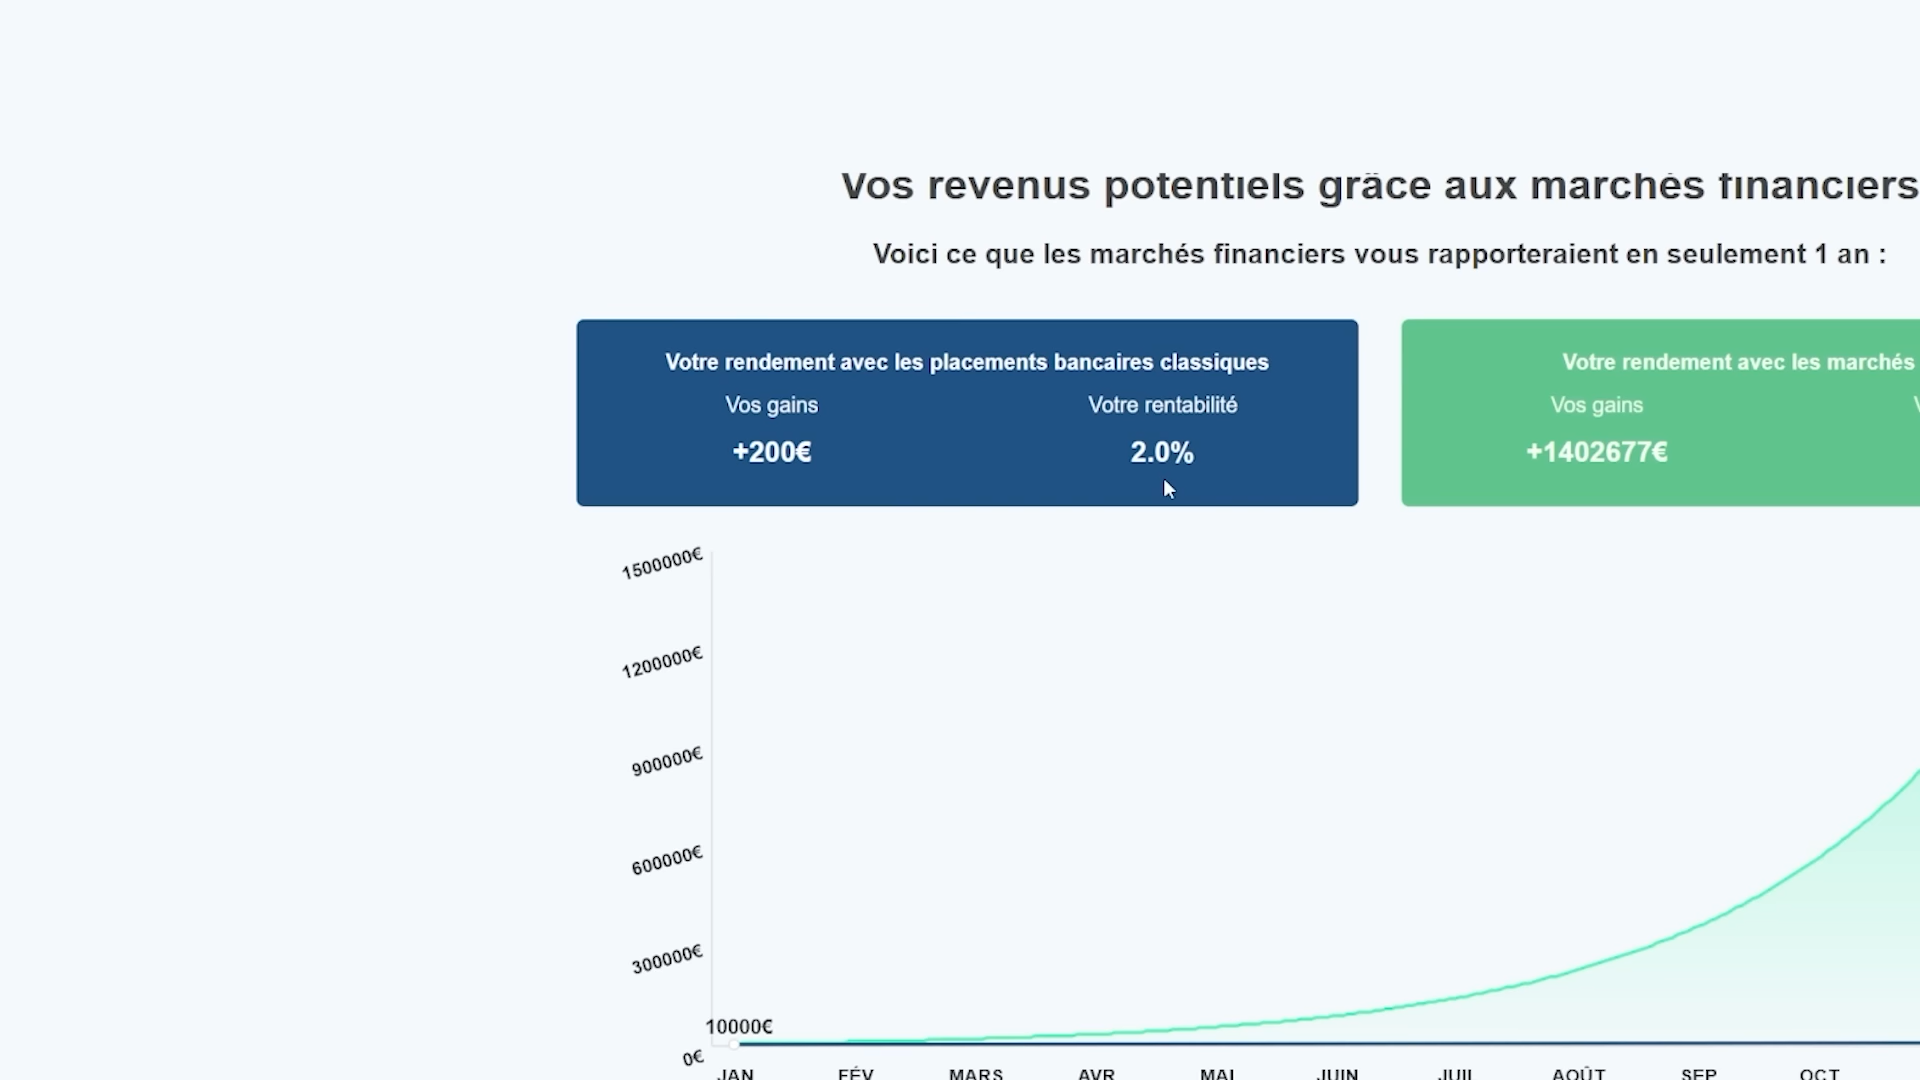 Vos revenus potentiels grâce aux marchés financiers
Voici ce que les marchés financiers vous rapporteraient en seulement 1 an :
Votre rendement avec les placements bancaires classiques
Vos gains
Votre rentabilité
+200€
2.0%
Votre rendement avec les marchés
Vos gains
+1402677€
1500000€
1200000€
900000€
600000€
300000€
10000€
0€
JAN FÉV MARS AVR MAI JUIN JUIL AOÛT SEP OCT